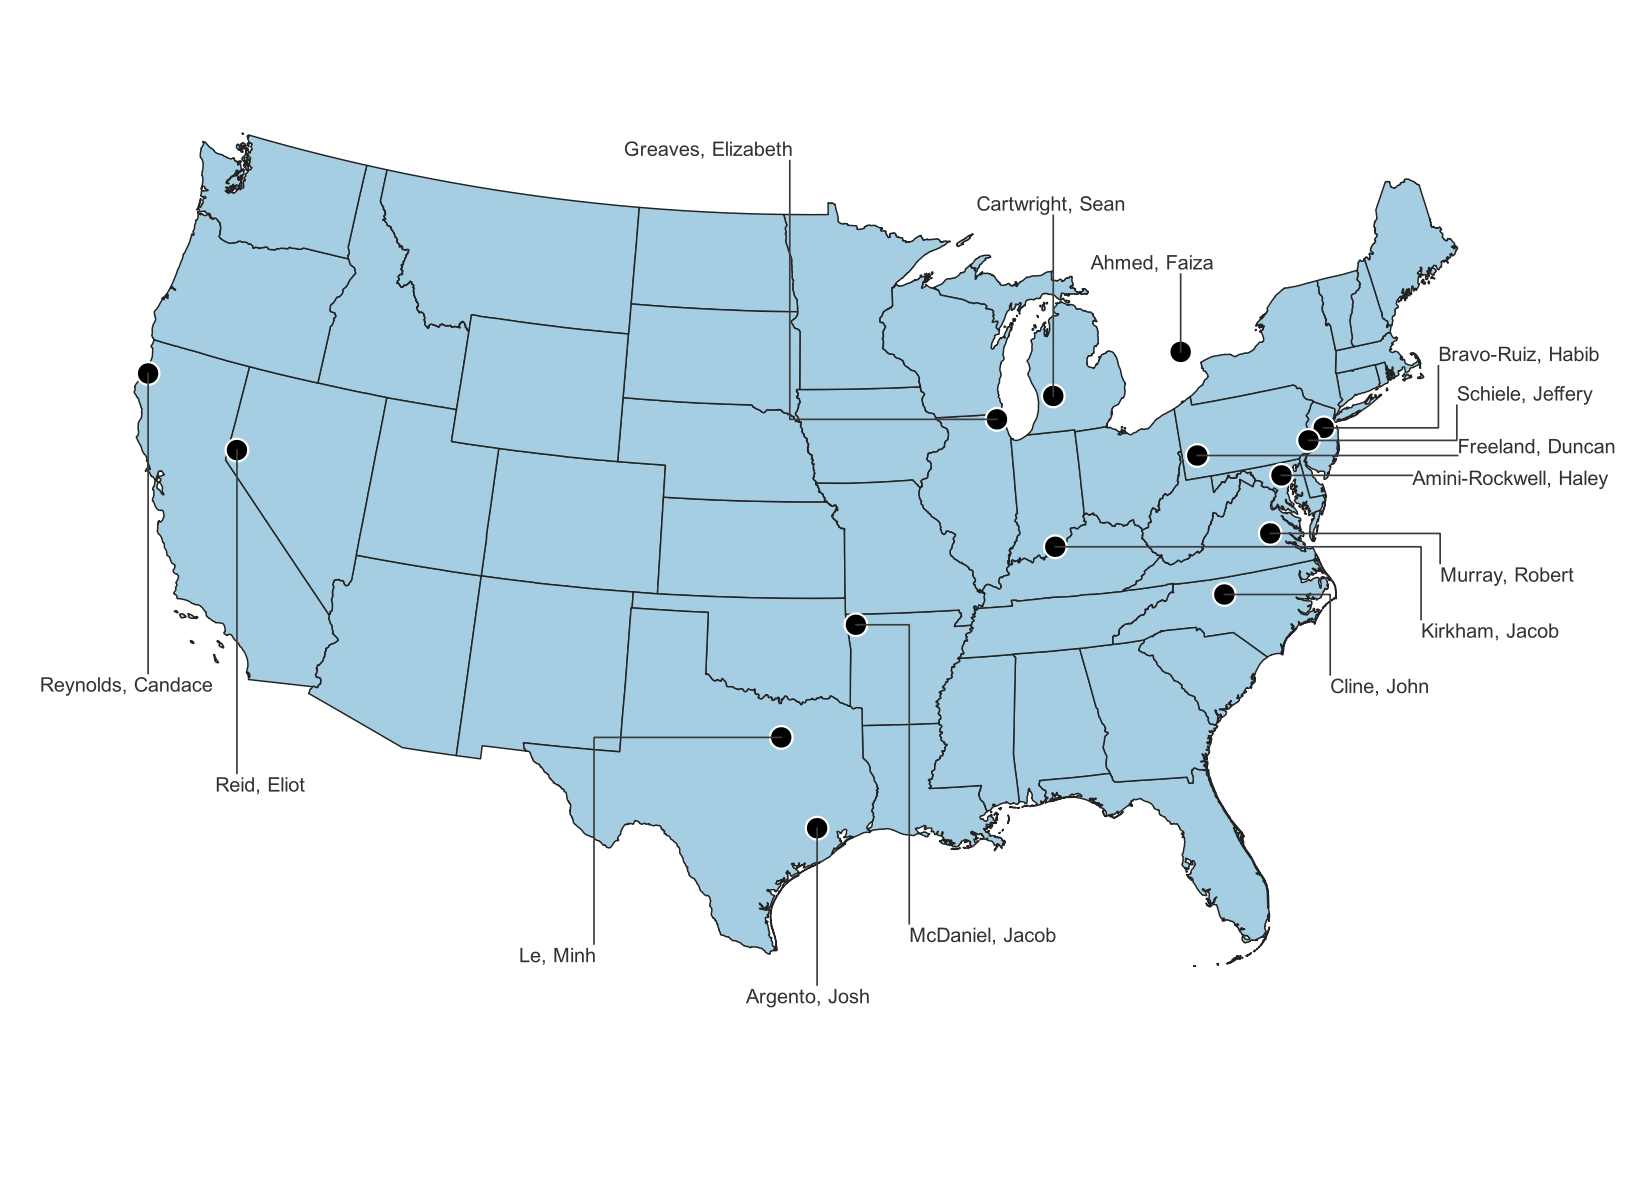 Greaves, Elizabeth
Cartwright, Sean
Ahmed, Faiza
Bravo-Ruiz, Habib
Schiele, Jeffery
Freeland, Duncan
Amini-Rockwell, Haley
Murray, Robert
Kirkham, Jacob
Reynolds, Candace
Cline, John
Reid, Eliot
McDaniel, Jacob
Le, Minh
Argento, Josh